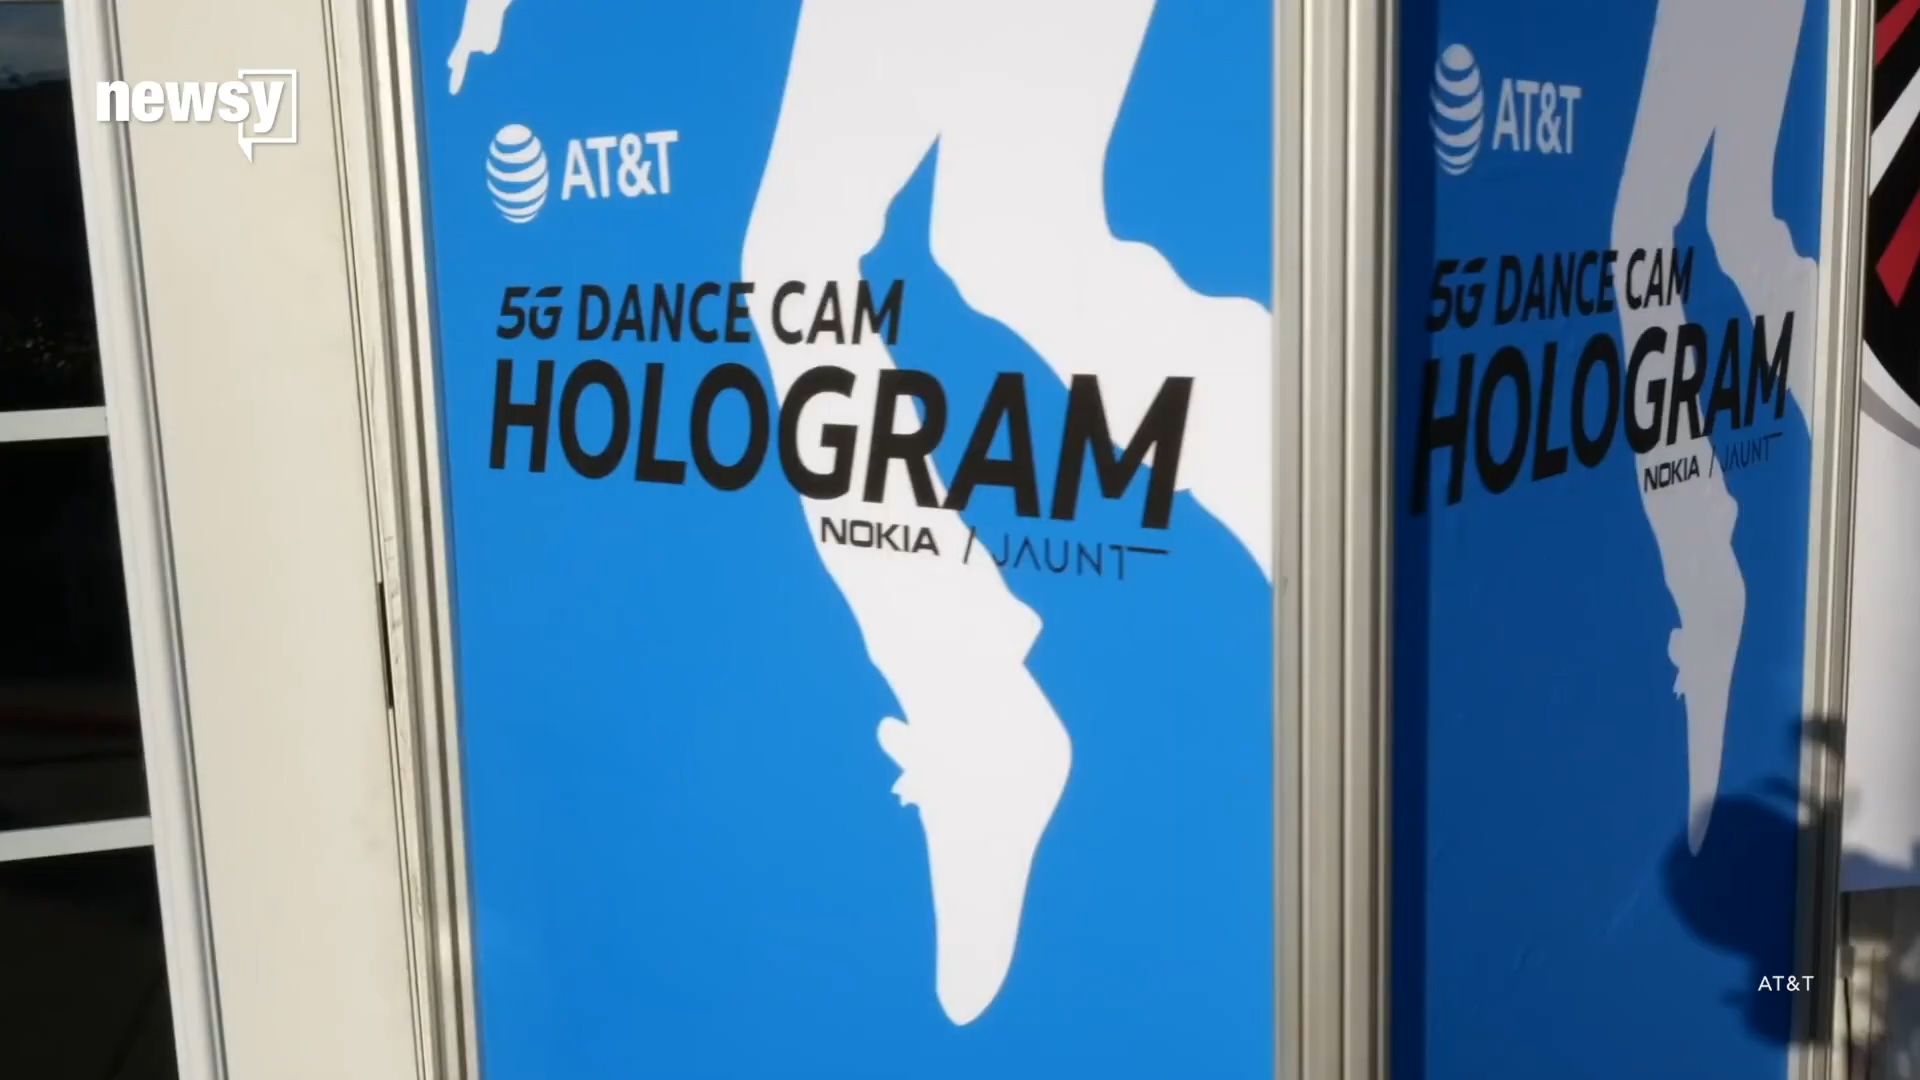 newsy
AT&T
5G DANCE CAM
HOLOGRAM
NOKIA / JAUNT
AT&T
5G DANCE CAM
HOLOGRAM
NOKIA / JAUNT
AT&T